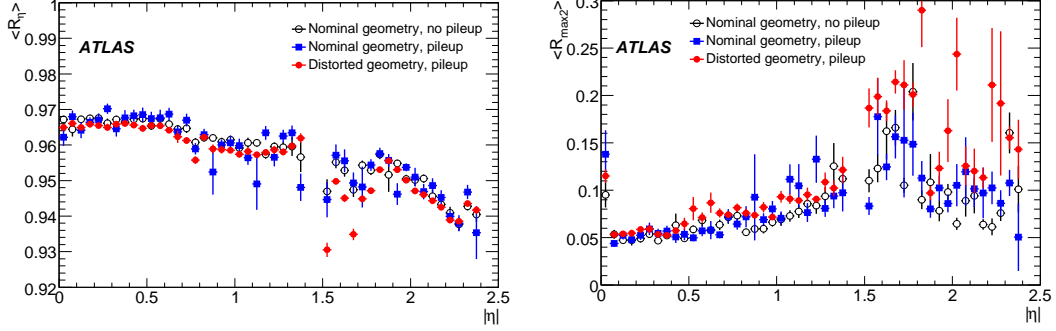 <R_η>
1
0.99
0.98
0.97
0.96
0.95
0.94
0.93
0.92
ATLAS
Nominal geometry, no pileup
Nominal geometry, pileup
Distorted geometry, pileup
0 0.5 1 1.5 2 2.5
|η|
<R_max2>
0.3
0.25
0.2
0.15
0.1
0.05
0
ATLAS
Nominal geometry, no pileup
Nominal geometry, pileup
Distorted geometry, pileup
0 0.5 1 1.5 2 2.5
|η|